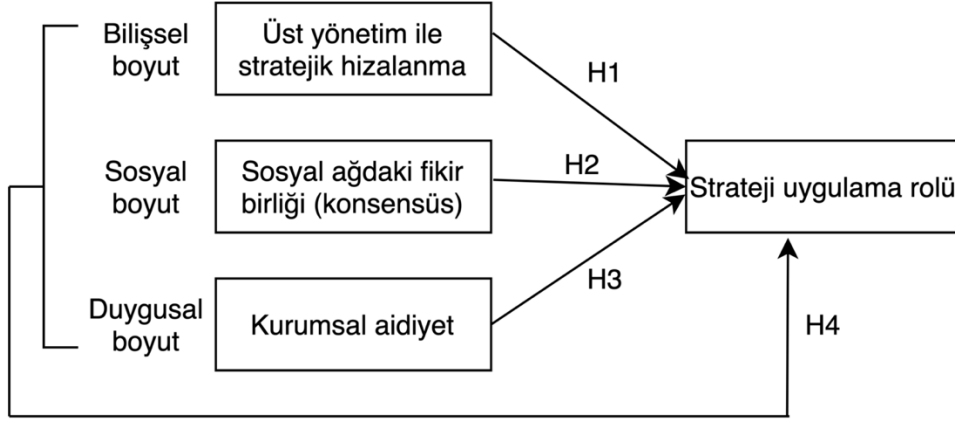 Bilişsel
boyut
Üst yönetim ile
stratejik hizalanma
H1
Sosyal
boyut
Sosyal ağdaki fikir
birliği (konsensüs)
H2
Strateji uygulama rolü
Duygusal
boyut
Kurumsal aidiyet
H3
H4